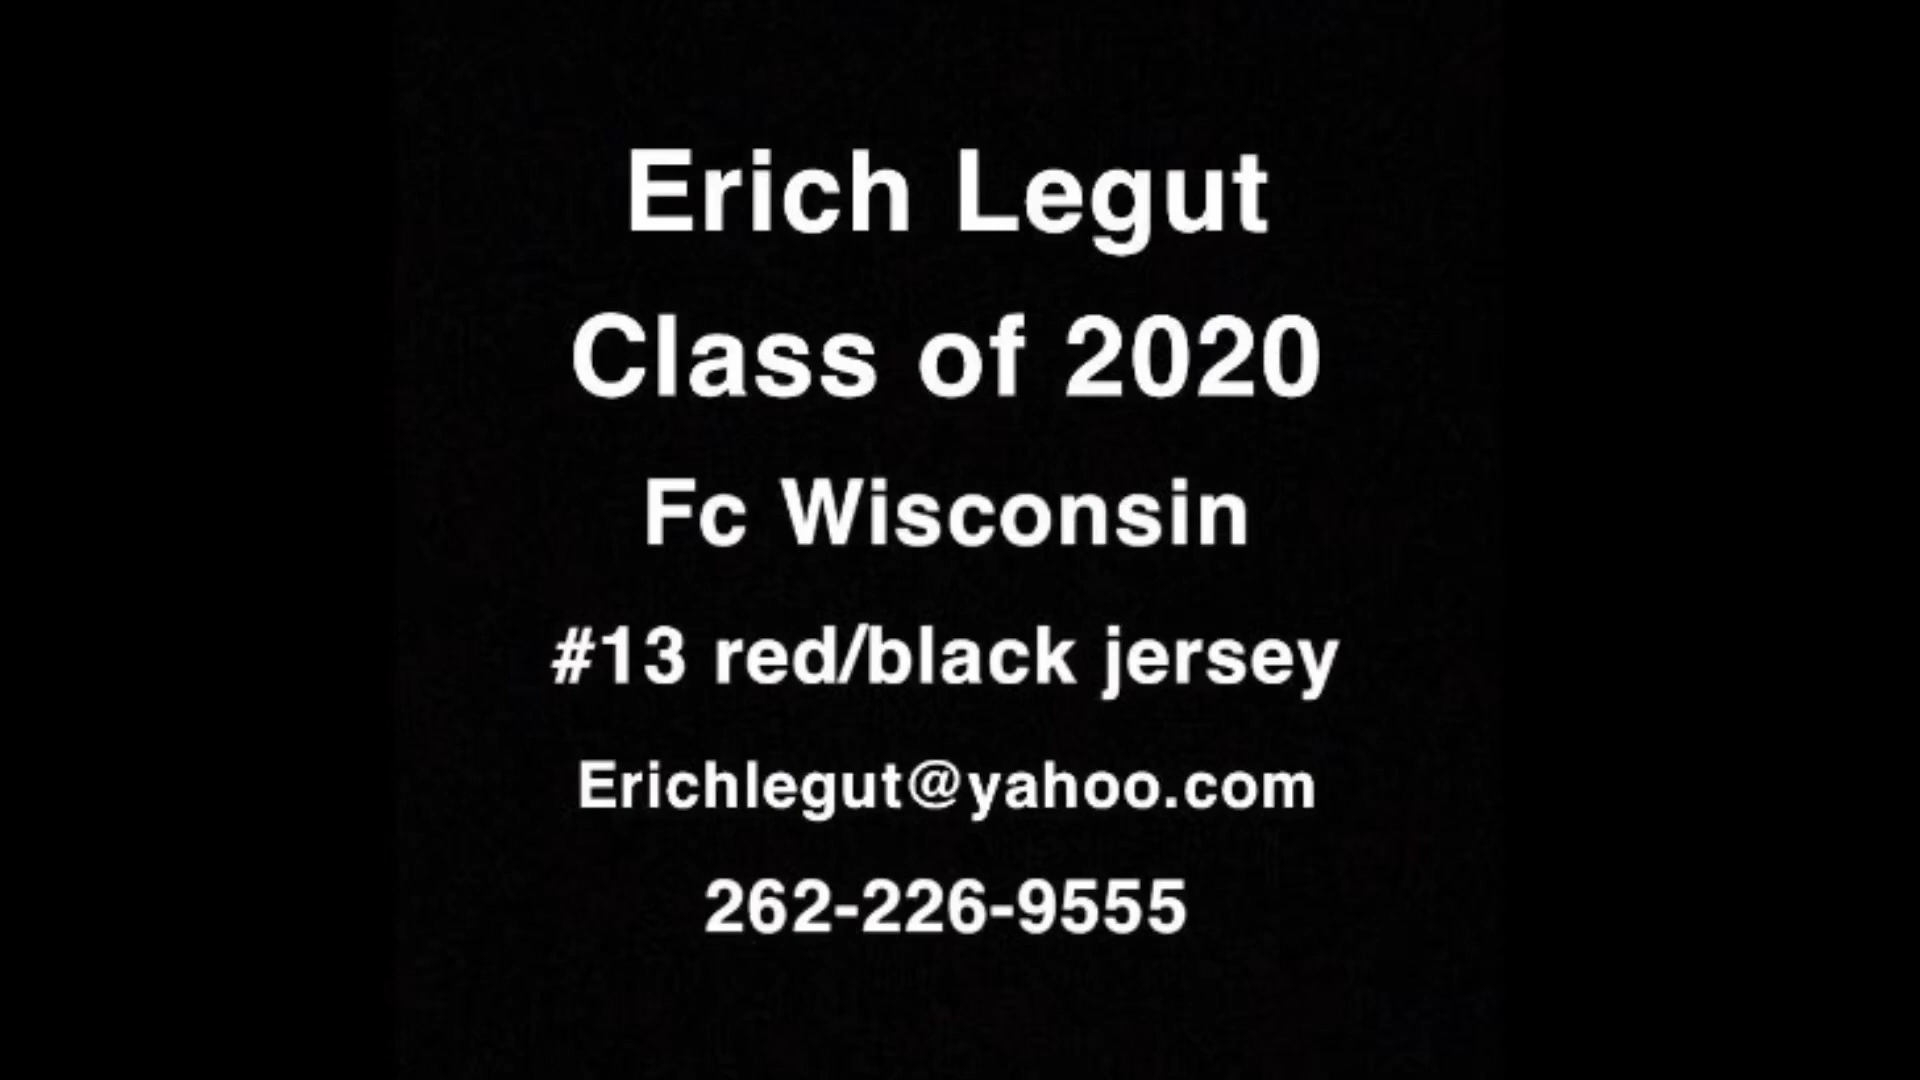 Erich Legut
Class of 2020
Fc Wisconsin
#13 red/black jersey
Erichlegut@yahoo.com
262-226-9555